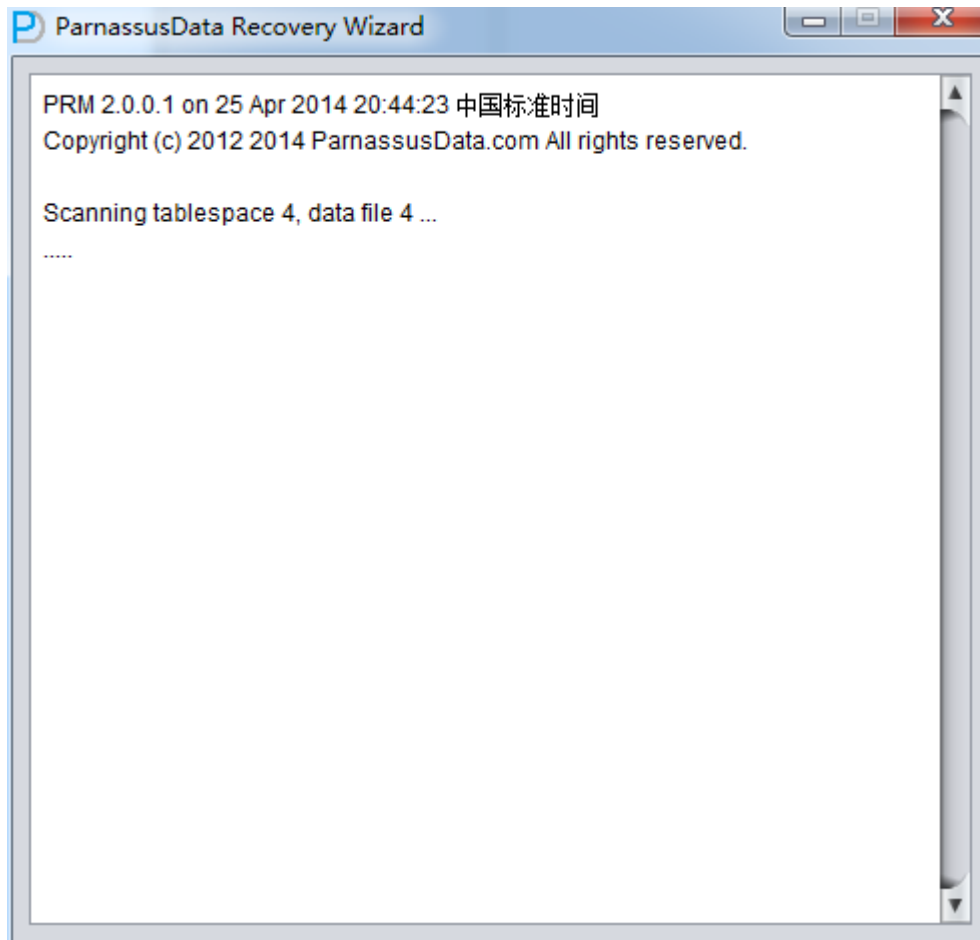 ParnassusData Recovery Wizard
PRM 2.0.0.1 on 25 Apr 2014 20:44:23 中国标准时间
Copyright (c) 2012 2014 ParnassusData.com All rights reserved.
Scanning tablespace 4, data file 4 ...
.....